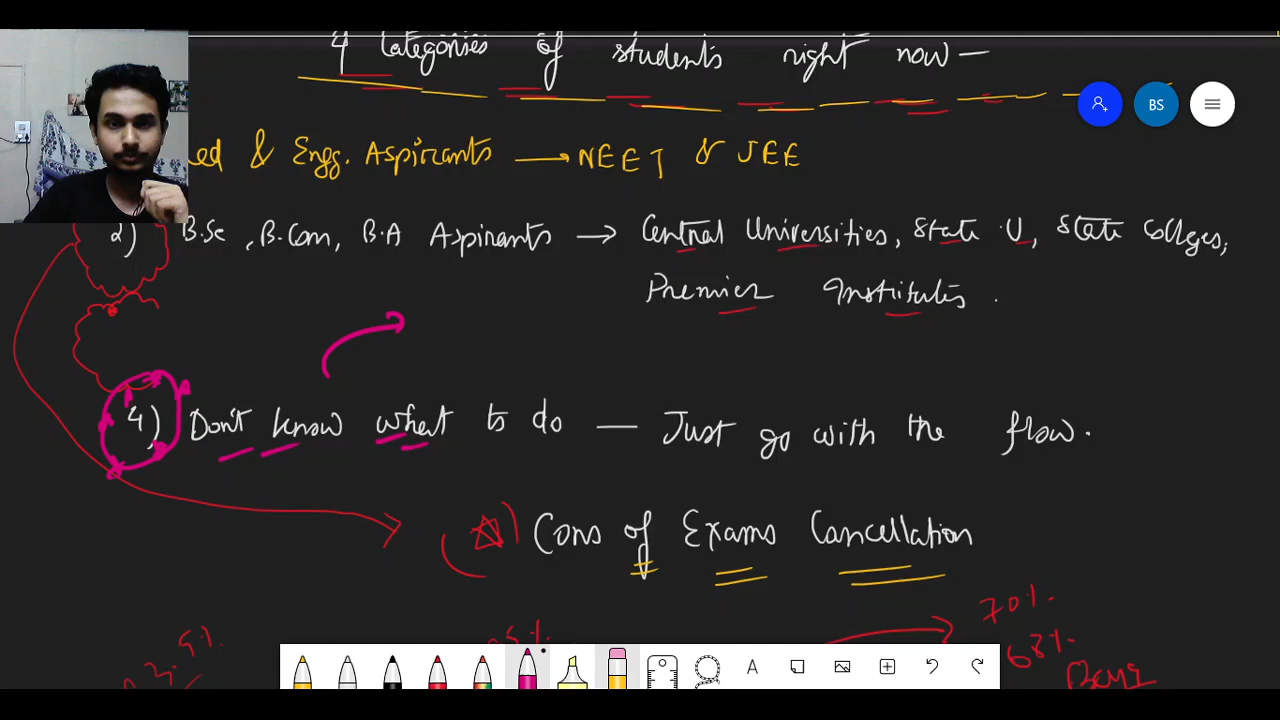 4 Categories of students right now —
ed & Engg. Aspirants → NEET & JEE
BS
2) B.Sc, B.Com, B.A Aspirants → Central Universities, State U, State Colleges,
Premier Institutes.
4) Don't know what to do — Just go with the flow.
Cons of Exams Cancellation
70%
68%
5%
A